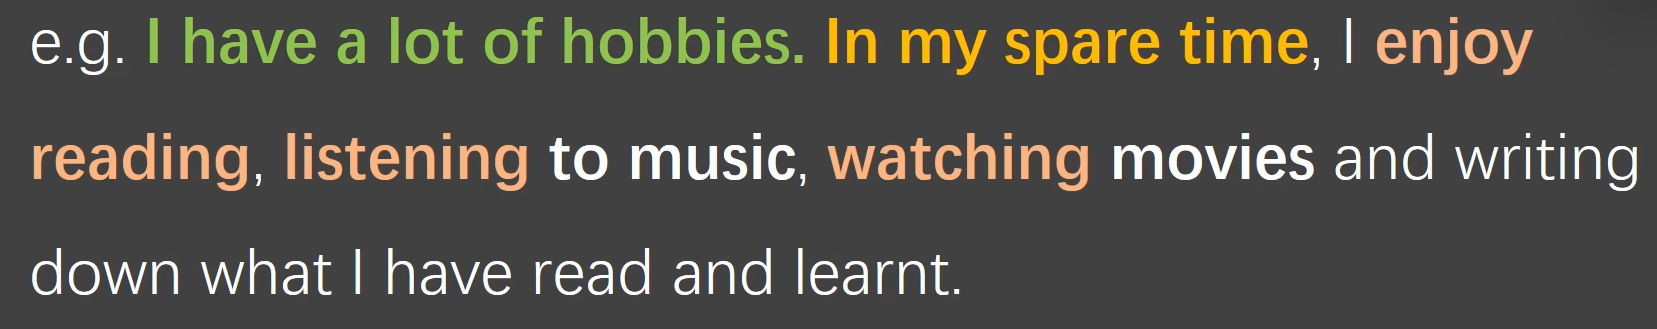 e.g. I have a lot of hobbies. In my spare time, I enjoy
reading, listening to music, watching movies and writing
down what I have read and learnt.